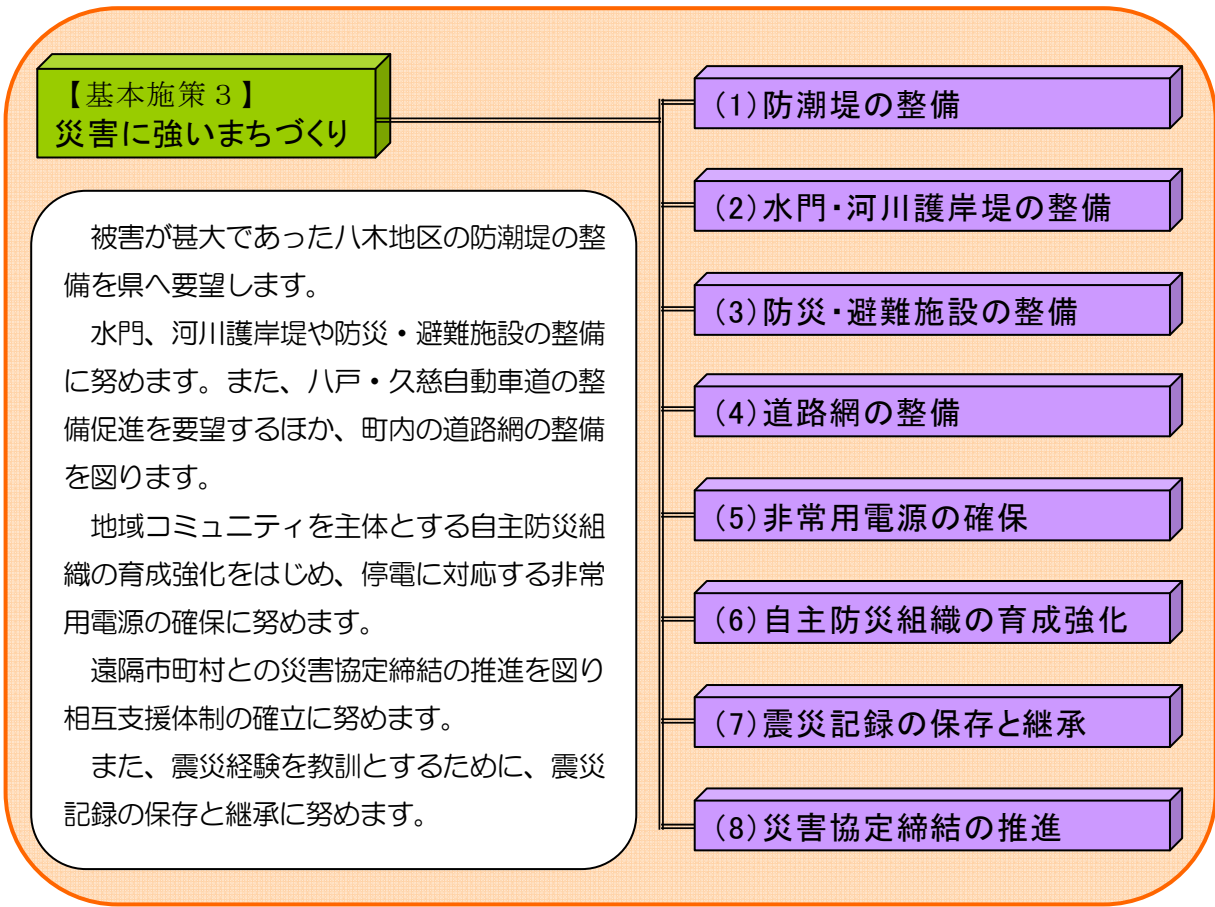 【基本施策３】
災害に強いまちづくり
被害が甚大であった八木地区の防潮堤の整
備を県へ要望します。
水門、河川護岸堤や防災・避難施設の整備
に努めます。また、八戸・久慈自動車道の整
備促進を要望するほか、町内の道路網の整備
を図ります。
地域コミュニティを主体とする自主防災組
織の育成強化をはじめ、停電に対応する非常
用電源の確保に努めます。
遠隔市町村との災害協定締結の推進を図り
相互支援体制の確立に努めます。
また、震災経験を教訓とするために、震災
記録の保存と継承に努めます。
(1)防潮堤の整備
(2)水門・河川護岸堤の整備
(3)防災・避難施設の整備
(4)道路網の整備
(5)非常用電源の確保
(6)自主防災組織の育成強化
(7)震災記録の保存と継承
(8)災害協定締結の推進